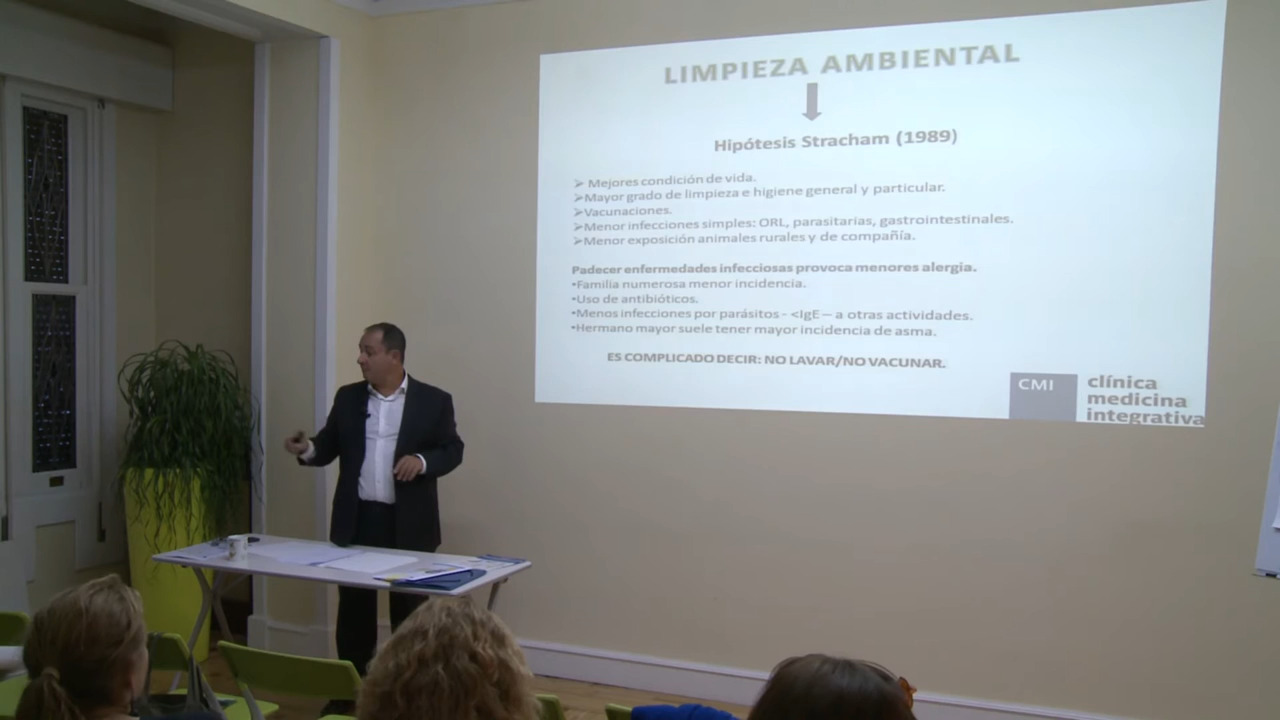 LIMPIEZA AMBIENTAL
Hipótesis Stracham (1989)
➢ Mejores condición de vida.
➢Mayor grado de limpieza e higiene general y particular.
➢Vacunaciones.
➢Menor infecciones simples: ORL, parasitarias, gastrointestinales.
➢Menor exposición animales rurales y de compañía.
Padecer enfermedades infecciosas provoca menores alergia.
•Familia numerosa menor incidencia.
•Uso de antibióticos.
•Menos infecciones por parásitos - <IgE – a otras actividades.
•Hermano mayor suele tener mayor incidencia de asma.
ES COMPLICADO DECIR: NO LAVAR/NO VACUNAR.
CMI
clínica
medicina
integrativa